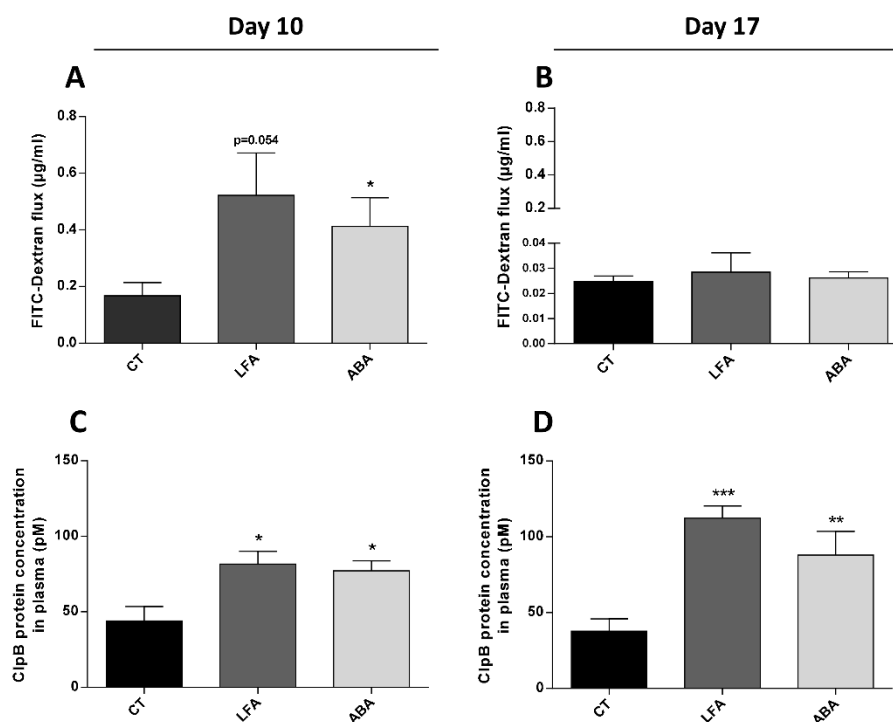 Day 10
Day 17
A
FITC-Dextran flux (µg/ml)
0.8
0.6
0.4
0.2
0.0
p=0.054
*
CT
LFA
ABA
B
FITC-Dextran flux (µg/ml)
0.8
0.6
0.4
0.2
0.04
0.03
0.02
0.01
0.00
CT
LFA
ABA
C
ClpB protein concentration
in plasma (pM)
150
100
50
0
*
*
CT
LFA
ABA
D
ClpB protein concentration
in plasma (pM)
150
100
50
0
***
**
CT
LFA
ABA